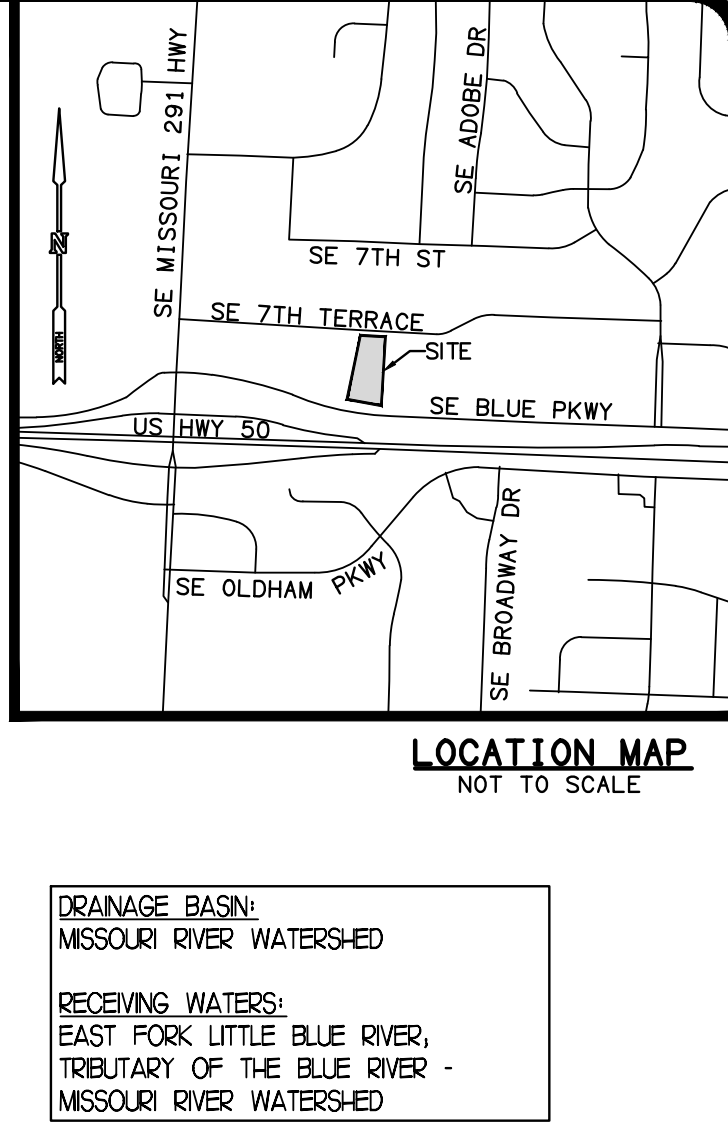 SE MISSOURI 291 HWY
SE ADOBE DR
N
NORTH
SE 7TH ST
SE 7TH TERRACE
SITE
SE BLUE PKWY
US HWY 50
SE OLDHAM PKWY
SE BROADWAY DR
LOCATION MAP
NOT TO SCALE
DRAINAGE BASIN:
MISSOURI RIVER WATERSHED
RECEIVING WATERS:
EAST FORK LITTLE BLUE RIVER,
TRIBUTARY OF THE BLUE RIVER -
MISSOURI RIVER WATERSHED